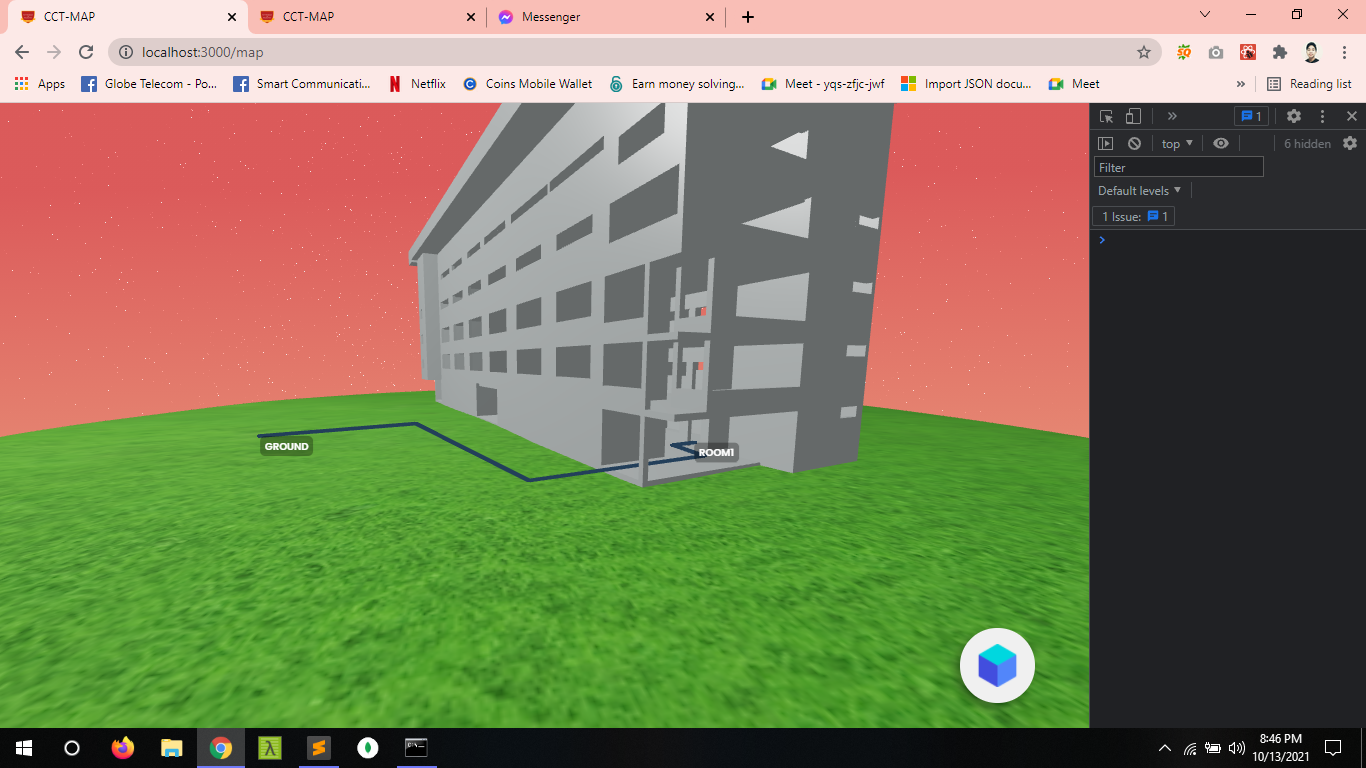 CCT-MAP
CCT-MAP
Messenger
localhost:3000/map
Apps
Globe Telecom - Po...
Smart Communicati...
Netflix
Coins Mobile Wallet
Earn money solving...
Meet - yqs-zfjc-jwf
Import JSON docu...
Meet
»
Reading list
»
1
top
6 hidden
Filter
Default levels
1 Issue: 1
GROUND
ROOM1
8:46 PM
10/13/2021